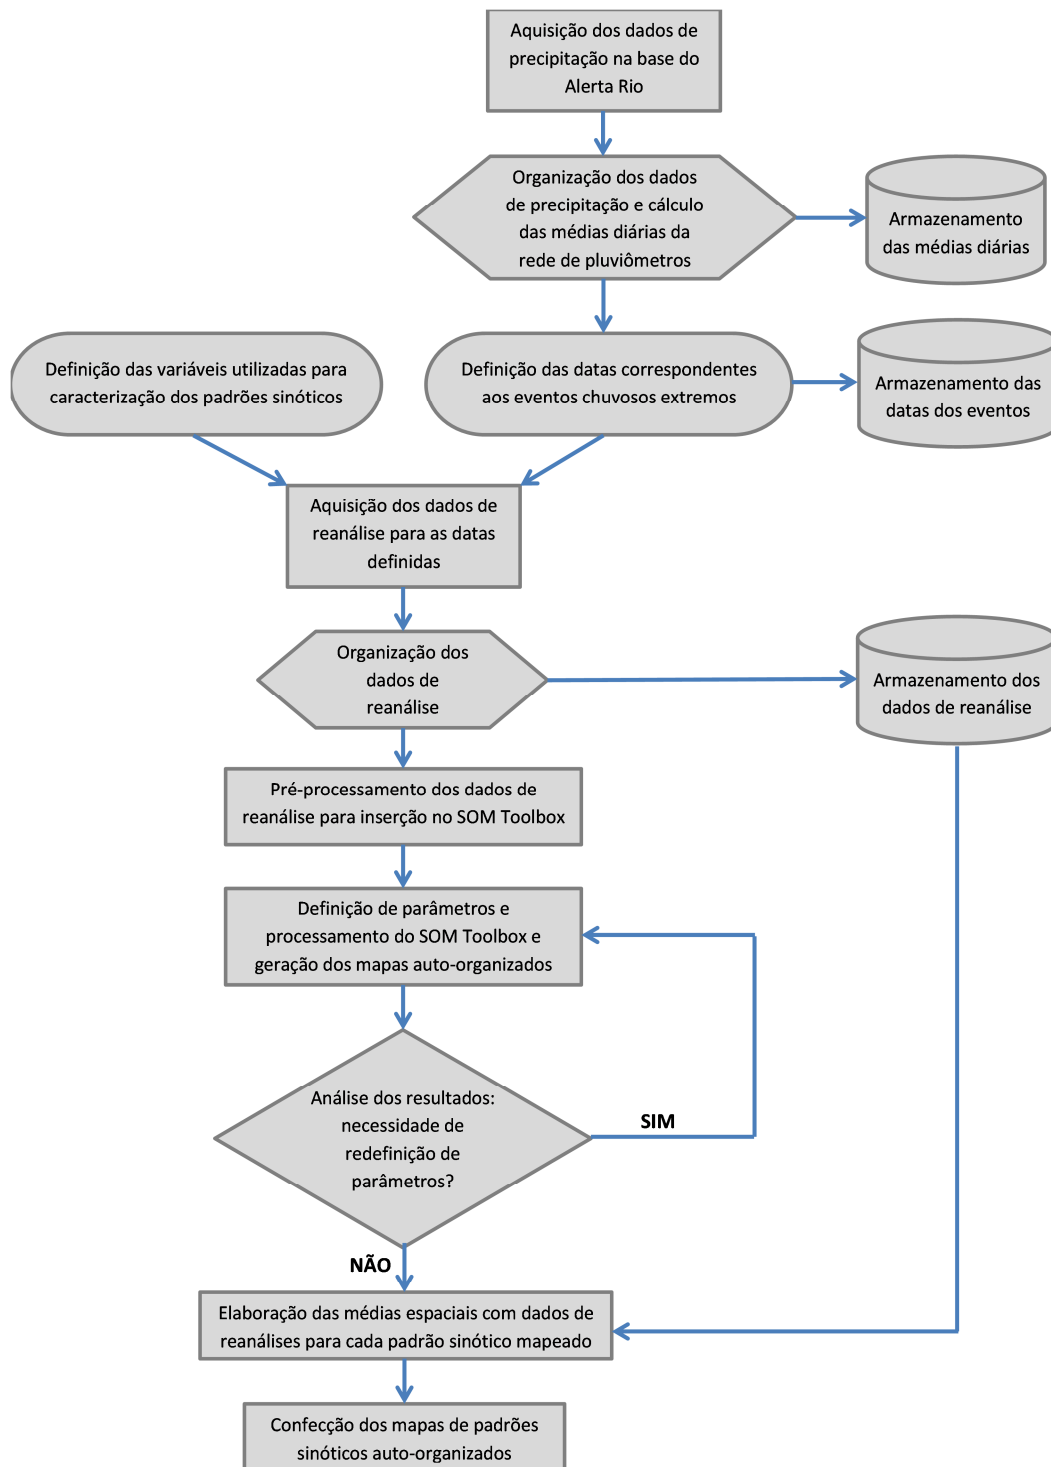 Aquisição dos dados de
precipitação na base do
Alerta Rio
Organização dos dados
de precipitação e cálculo
das médias diárias da
rede de pluviômetros
Armazenamento
das médias diárias
Definição das variáveis utilizadas para
caracterização dos padrões sinóticos
Definição das datas correspondentes
aos eventos chuvosos extremos
Armazenamento das
datas dos eventos
Aquisição dos dados de
reanálise para as datas
definidas
Organização dos
dados de
reanálise
Armazenamento dos
dados de reanálise
Pré-processamento dos dados de
reanálise para inserção no SOM Toolbox
Definição de parâmetros e
processamento do SOM Toolbox e
geração dos mapas auto-organizados
Análise dos resultados:
necessidade de
redefinição de
parâmetros?
SIM
NÃO
Elaboração das médias espaciais com dados de
reanálises para cada padrão sinótico mapeado
Confecção dos mapas de padrões
sinóticos auto-organizados